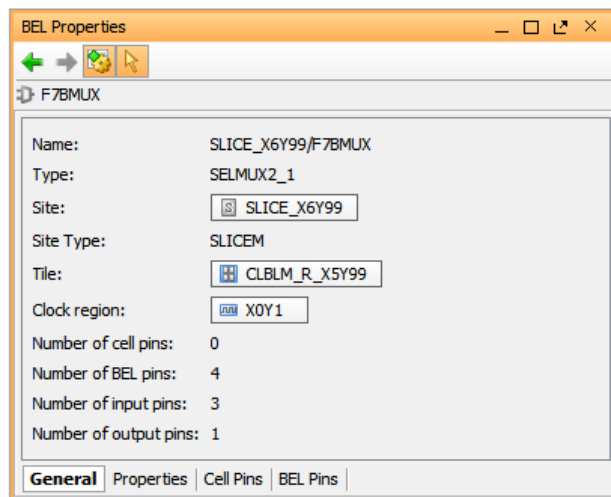 BEL Properties
F7BMUX
Name: SLICE_X6Y99/F7BMUX
Type: SELMUX2_1
Site: SLICE_X6Y99
Site Type: SLICEM
Tile: CLBLM_R_X5Y99
Clock region: X0Y1
Number of cell pins: 0
Number of BEL pins: 4
Number of input pins: 3
Number of output pins: 1
General Properties Cell Pins BEL Pins